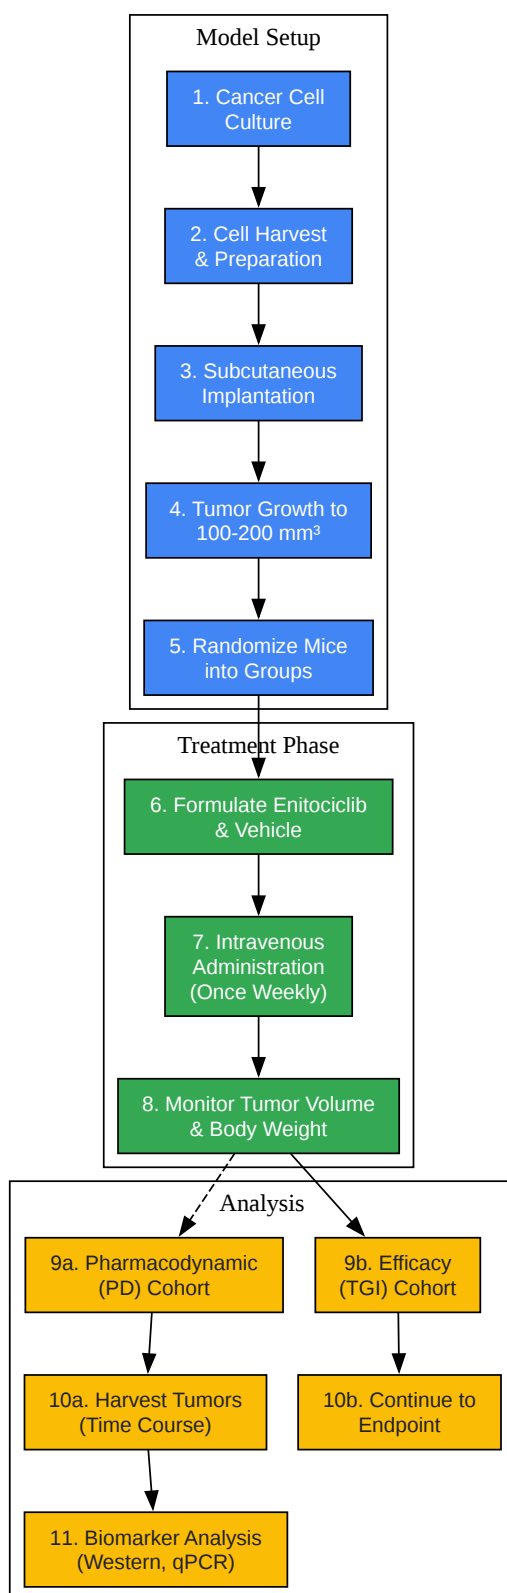 Model Setup
1. Cancer Cell
Culture
2. Cell Harvest
& Preparation
3. Subcutaneous
Implantation
4. Tumor Growth to
100-200 mm³
5. Randomize Mice
into Groups
Treatment Phase
6. Formulate Enitociclib
& Vehicle
7. Intravenous
Administration
(Once Weekly)
8. Monitor Tumor Volume
& Body Weight
Analysis
9a. Pharmacodynamic
(PD) Cohort
9b. Efficacy
(TGI) Cohort
10a. Harvest Tumors
(Time Course)
10b. Continue to
Endpoint
11. Biomarker Analysis
(Western, qPCR)